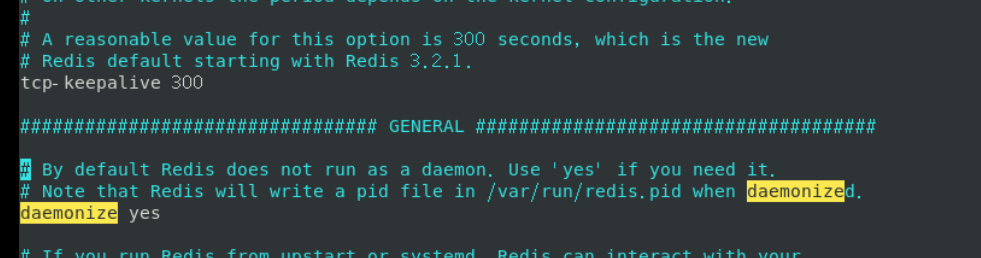 # On other kernels the period depends on the kernel configuration.
#
# A reasonable value for this option is 300 seconds, which is the new
# Redis default starting with Redis 3.2.1.
tcp-keepalive 300
################################# GENERAL #####################################
# By default Redis does not run as a daemon. Use 'yes' if you need it.
# Note that Redis will write a pid file in /var/run/redis.pid when daemonized.
daemonize yes
# If you run Redis from upstart or systemd, Redis can interact with your